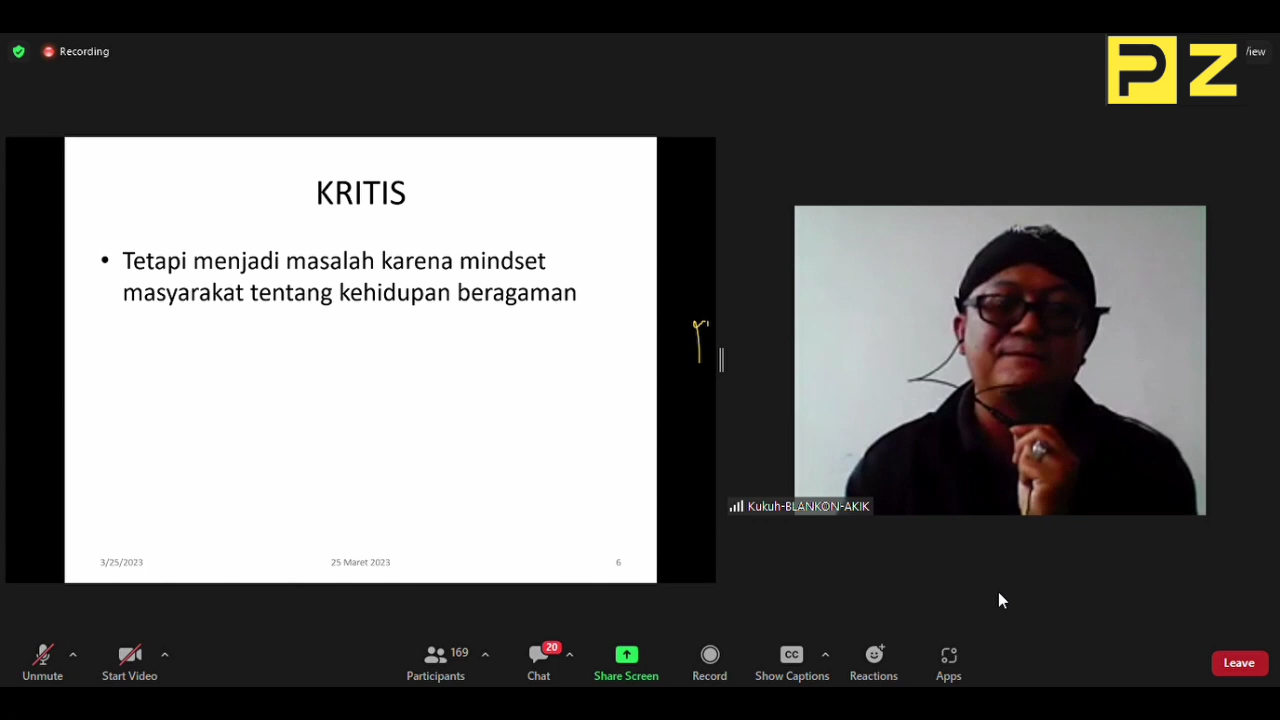 Recording
PZ
View
KRITIS
• Tetapi menjadi masalah karena mindset
masyarakat tentang kehidupan beragaman
3/25/2023
25 Maret 2023
6
Kukuh-BLANKON-AKIK
Unmute
Start Video
169
Participants
20
Chat
Share Screen
Record
CC
Show Captions
Reactions
Apps
Leave